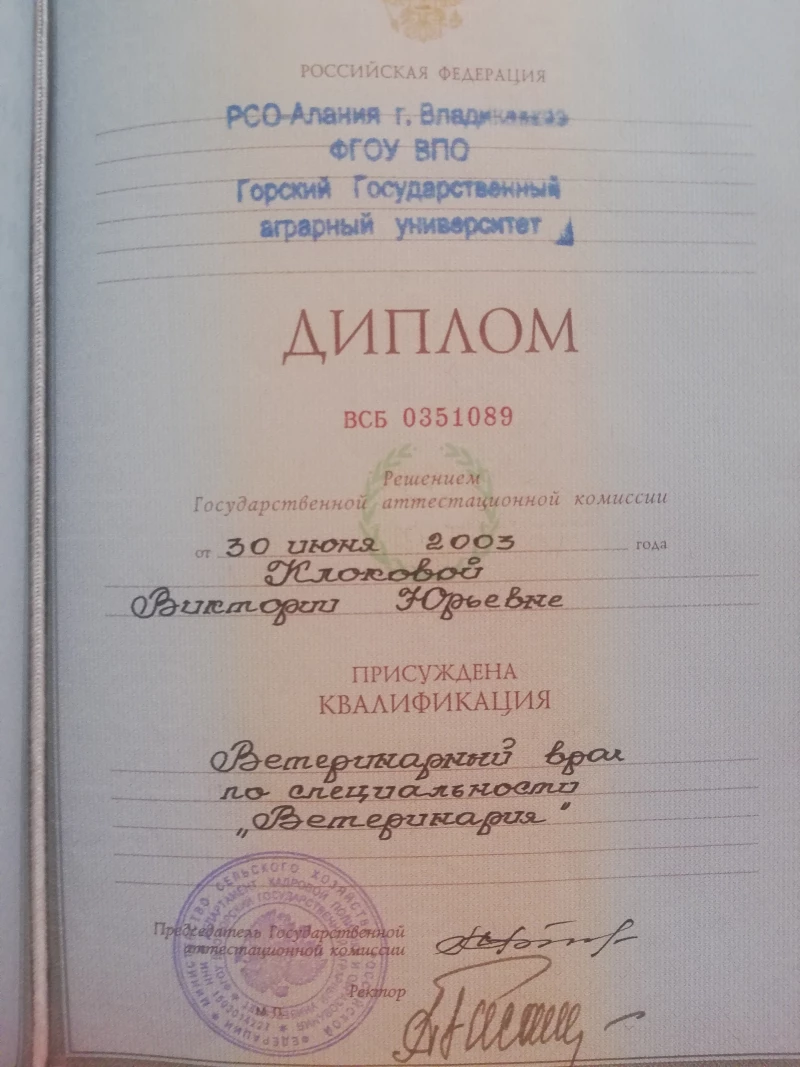 РОССИЙСКАЯ ФЕДЕРАЦИЯ
РСО-Алания г. Владикавказ
ФГОУ ВПО
Горский Государственный
аграрный университет
ДИПЛОМ
ВСБ 0351089
Решением
Государственной аттестационной комиссии
от 30 июня 2003 года
Клоковой
Виктории Юрьевне
ПРИСУЖДЕНА
КВАЛИФИКАЦИЯ
Ветеринарный врач
по специальности
„Ветеринария"
Председатель Государственной
аттестационной комиссии
Ректор
М.П.